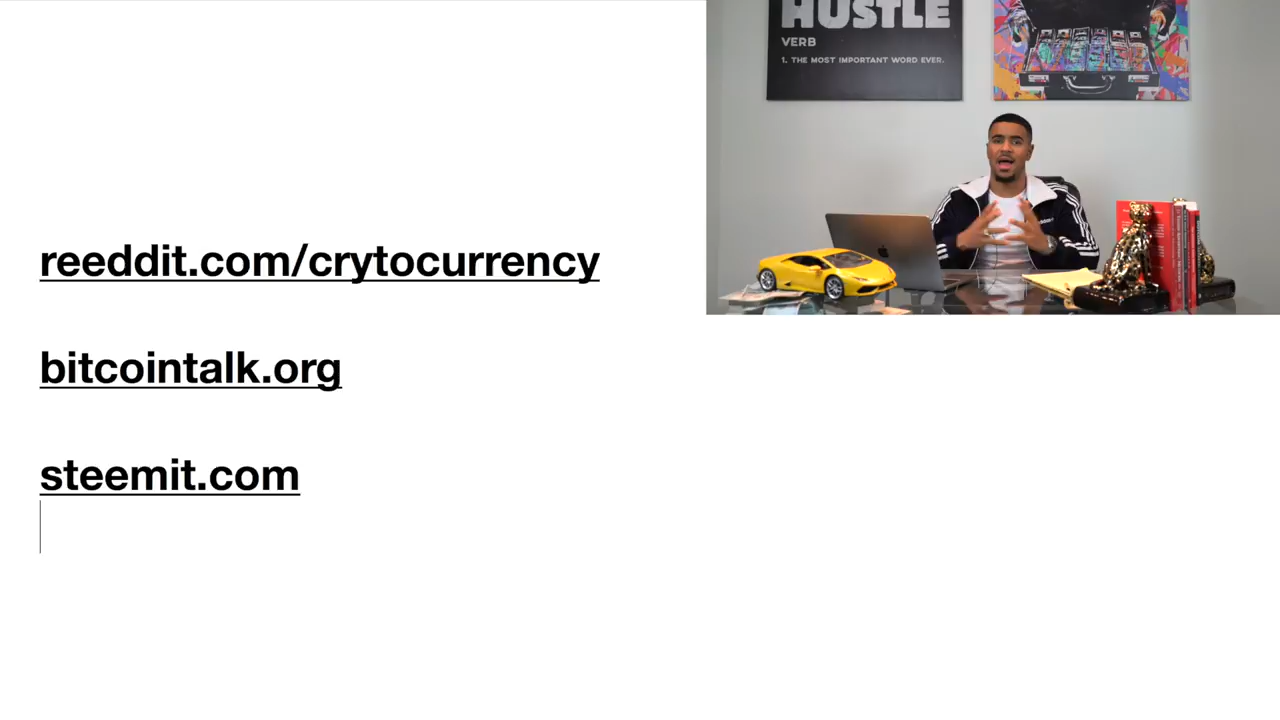 HUSTLE
VERB
1. THE MOST IMPORTANT WORD EVER.
reeddit.com/crytocurrency
bitcointalk.org
steemit.com